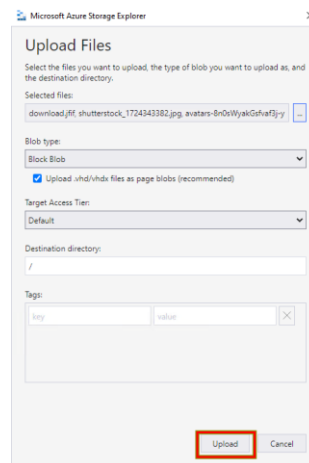 Microsoft Azure Storage Explorer
Upload Files
Select the files you want to upload, the type of blob you want to upload as, and
the destination directory.
Selected files:
download.jfif, shutterstock_1724343382.jpg, avatars-8n0sWyakGsfvaf3j-y
...
Blob type:
Block Blob
Upload .vhd/vhdx files as page blobs (recommended)
Target Access Tier:
Default
Destination directory:
/
Tags:
key value
Upload Cancel